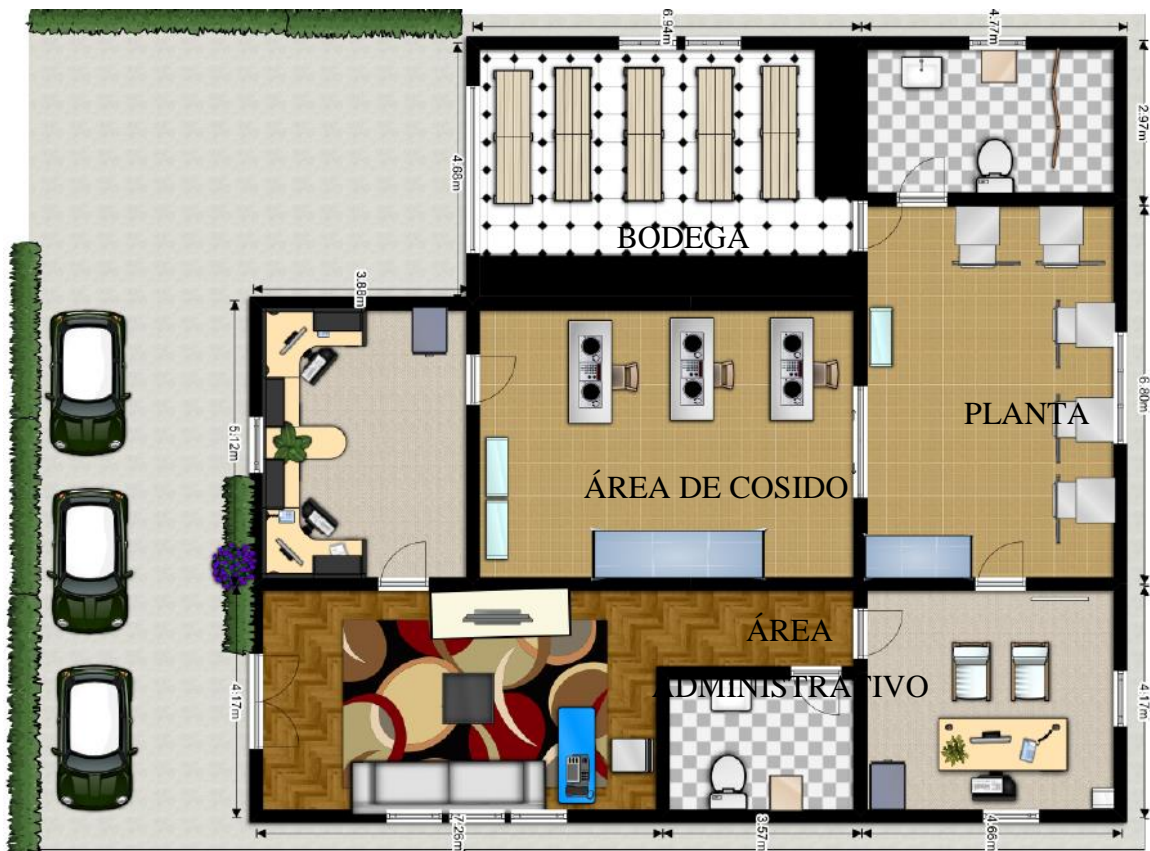 6.94m
4.77m
2.97m
4.68m
BODEGA
3.88m
6.80m
PLANTA
5.12m
ÁREA DE COSIDO
ÁREA
ADMINISTRATIVO
4.17m
4.17m
7.26m
3.57m
4.66m